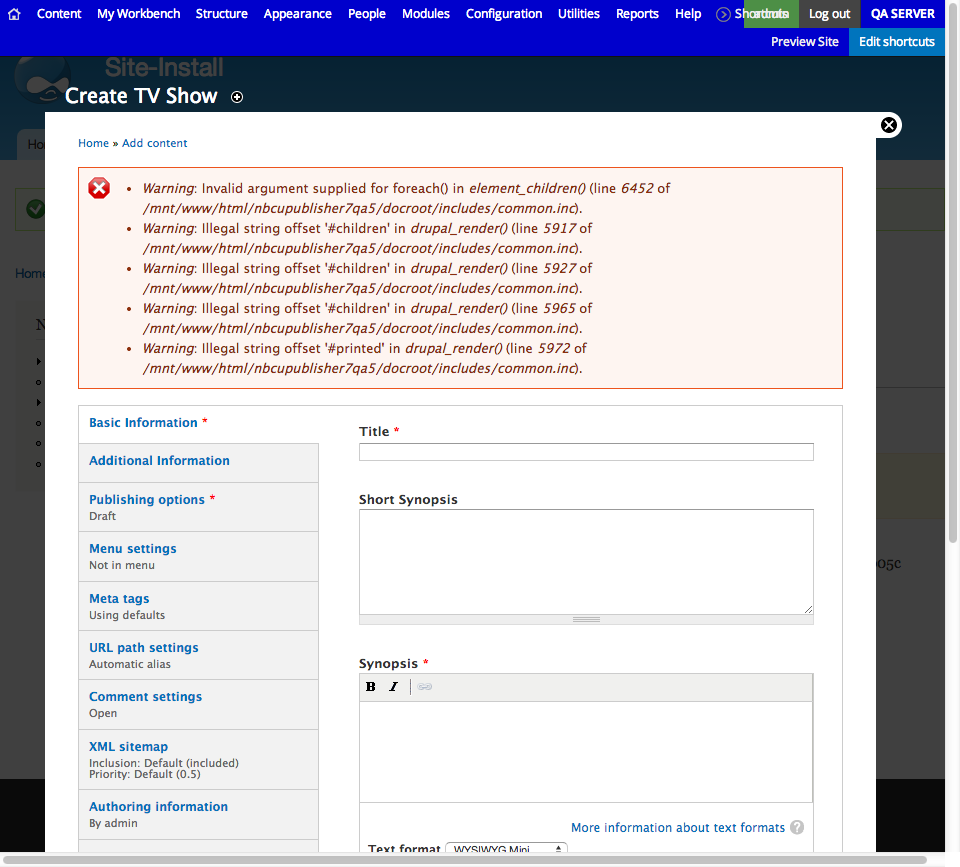 Content My Workbench Structure Appearance People Modules Configuration Utilities Reports Help Shortcuts Log out QA SERVER
Preview Site Edit shortcuts
Site-Install
Create TV Show
Home » Add content
Warning: Invalid argument supplied for foreach() in element_children() (line 6452 of
/mnt/www/html/nbcupublisher7qa5/docroot/includes/common.inc).
Warning: Illegal string offset '#children' in drupal_render() (line 5917 of
/mnt/www/html/nbcupublisher7qa5/docroot/includes/common.inc).
Warning: Illegal string offset '#children' in drupal_render() (line 5927 of
/mnt/www/html/nbcupublisher7qa5/docroot/includes/common.inc).
Warning: Illegal string offset '#children' in drupal_render() (line 5965 of
/mnt/www/html/nbcupublisher7qa5/docroot/includes/common.inc).
Warning: Illegal string offset '#printed' in drupal_render() (line 5972 of
/mnt/www/html/nbcupublisher7qa5/docroot/includes/common.inc).
Home
N
Basic Information *
Additional Information
Publishing options *
Draft
Menu settings
Not in menu
Meta tags
Using defaults
URL path settings
Automatic alias
Comment settings
Open
XML sitemap
Inclusion: Default (included)
Priority: Default (0.5)
Authoring information
By admin
Title *
Short Synopsis
Synopsis *
B I
More information about text formats ?
Text format WYSIWYG Mini
05c